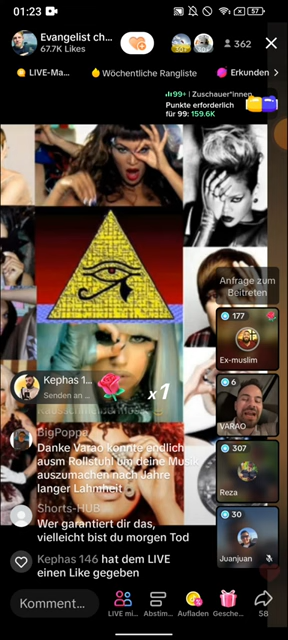 01:23
57
Evangelist ch...
67.7K Likes
362
LIVE-Ma...
Wöchentliche Rangliste
Erkunden
99+ | Zuschauer*innen
Punkte erforderlich
für 99: 159.6K
Anfrage zum
Beitreten
177
Ex-muslim
Kephas 1...
Senden an ...
x1
6
VARAO
BigPoppe
Danke Varao konnte endlich
ausm Rollstuhl um deine Musik
auszumachen nach Jahre
langer Lahmheit
307
Reza
Shorts-HUB
Wer garantiert dir das,
vielleicht bist du morgen Tod
30
Juanjuan
Kephas 146 hat dem LIVE
einen Like gegeben
Komment...
LIVE mi...
Abstim...
Aufladen
Gesche...
58